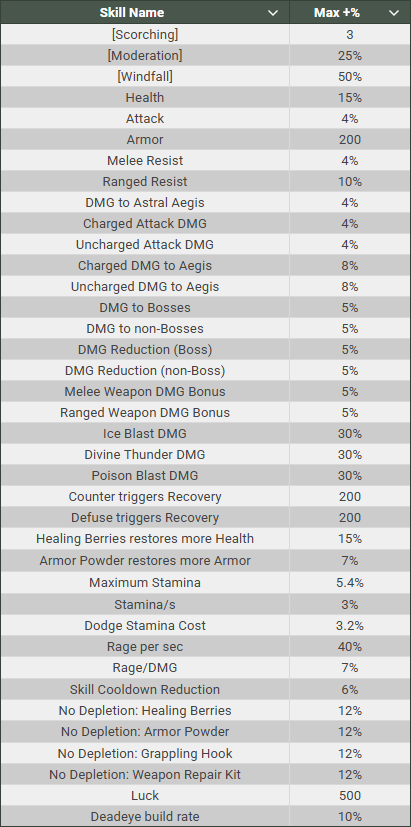 Skill Name Max +%
[Scorching] 3
[Moderation] 25%
[Windfall] 50%
Health 15%
Attack 4%
Armor 200
Melee Resist 4%
Ranged Resist 10%
DMG to Astral Aegis 4%
Charged Attack DMG 4%
Uncharged Attack DMG 4%
Charged DMG to Aegis 8%
Uncharged DMG to Aegis 8%
DMG to Bosses 5%
DMG to non-Bosses 5%
DMG Reduction (Boss) 5%
DMG Reduction (non-Boss) 5%
Melee Weapon DMG Bonus 5%
Ranged Weapon DMG Bonus 5%
Ice Blast DMG 30%
Divine Thunder DMG 30%
Poison Blast DMG 30%
Counter triggers Recovery 200
Defuse triggers Recovery 200
Healing Berries restores more Health 15%
Armor Powder restores more Armor 7%
Maximum Stamina 5.4%
Stamina/s 3%
Dodge Stamina Cost 3.2%
Rage per sec 40%
Rage/DMG 7%
Skill Cooldown Reduction 6%
No Depletion: Healing Berries 12%
No Depletion: Armor Powder 12%
No Depletion: Grappling Hook 12%
No Depletion: Weapon Repair Kit 12%
Luck 500
Deadeye build rate 10%